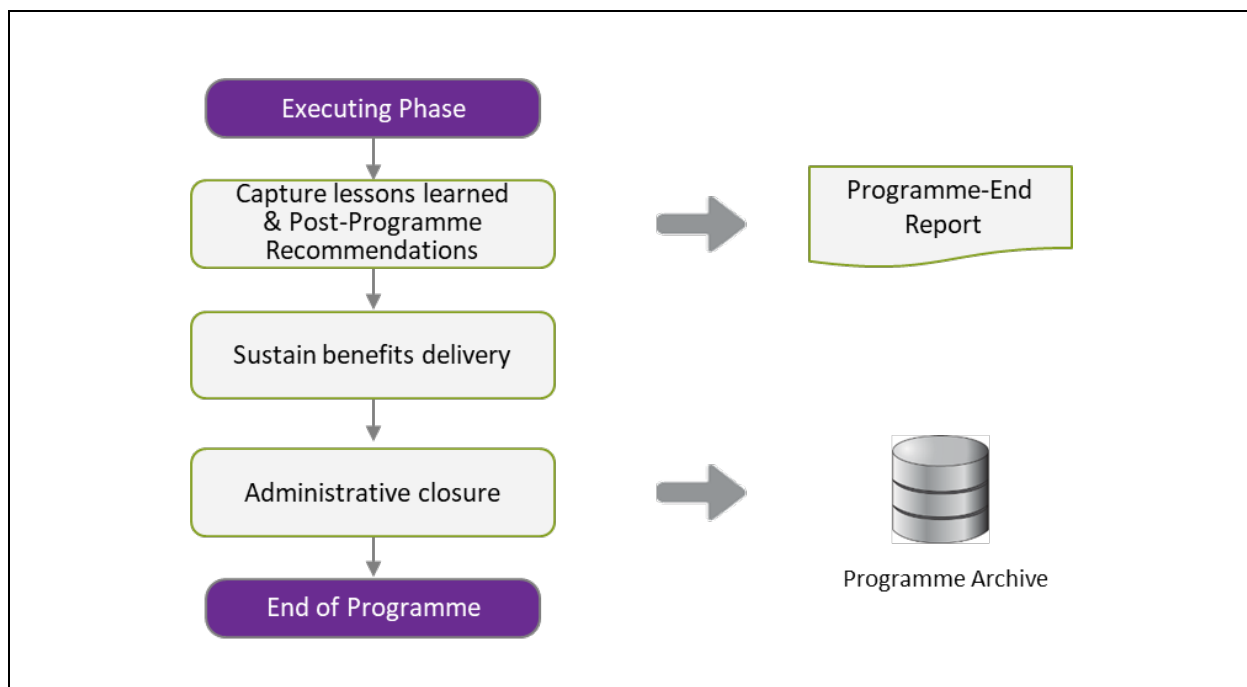 Executing Phase
Capture lessons learned
& Post-Programme
Recommendations
Programme-End
Report
Sustain benefits delivery
Administrative closure
Programme Archive
End of Programme